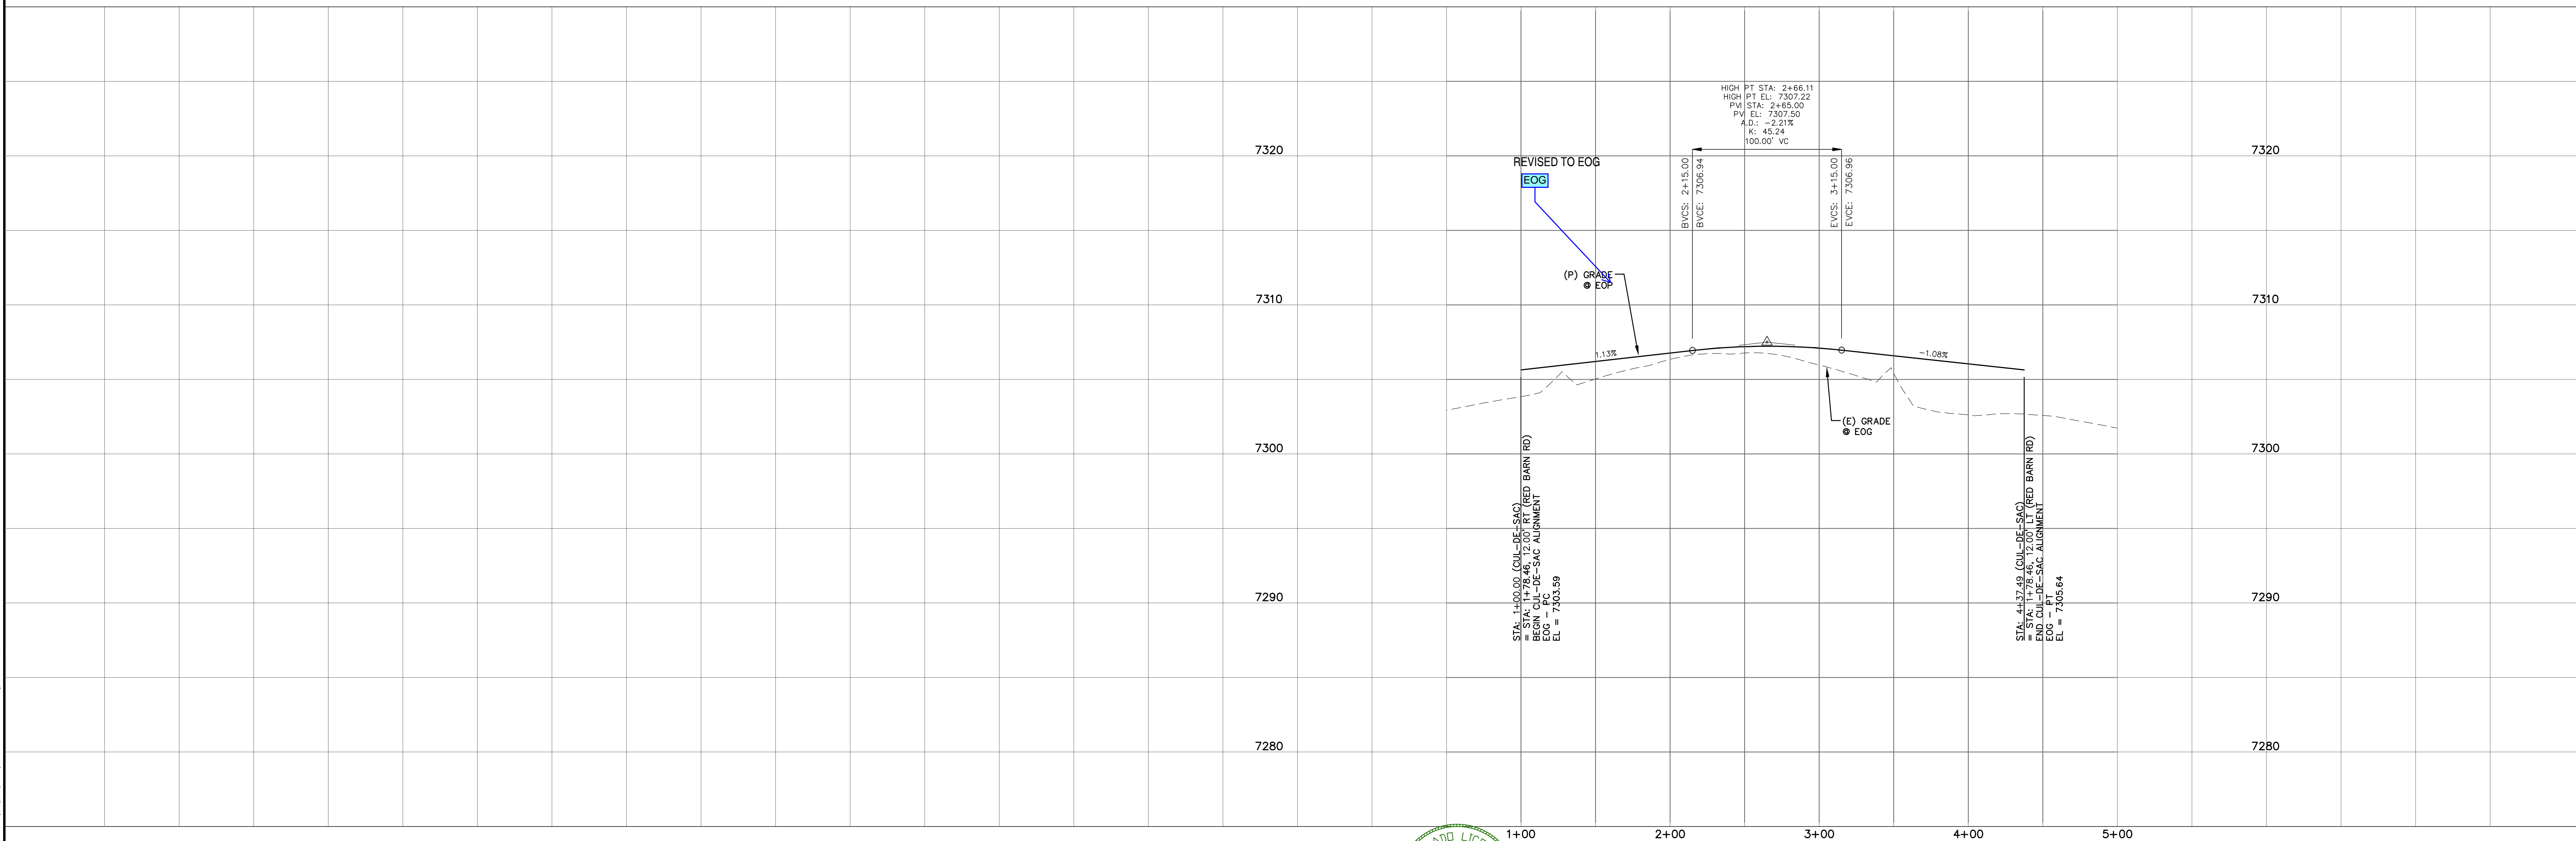 HIGH PT STA: 2+66.11
HIGH PT EL: 7307.22
PVI STA: 2+65.00
PVI EL: 7307.50
A.D.: -2.21%
K: 45.24
100.00' VC
7320
7320
REVISED TO EOG
EOG
BVCS: 2+15.00
BVCE: 7306.94
EVCS: 3+15.00
EVCE: 7306.96
(P) GRADE
@ EOP
7310
7310
1.13%
-1.08%
(E) GRADE
@ EOG
7300
7300
STA: 1+00.00 (CUL-DE-SAC)
= STA: 1+78.46, 12.00' RT (RED BARN RD)
BEGIN CUL-DE-SAC ALIGNMENT
EOG - PC
EL = 7303.59
STA: 4+37.49 (CUL-DE-SAC)
= STA: 1+78.46, 12.00' LT (RED BARN RD)
END CUL-DE-SAC ALIGNMENT
EOG - PT
EL = 7305.64
7290
7290
7280
7280
1+00
2+00
3+00
4+00
5+00